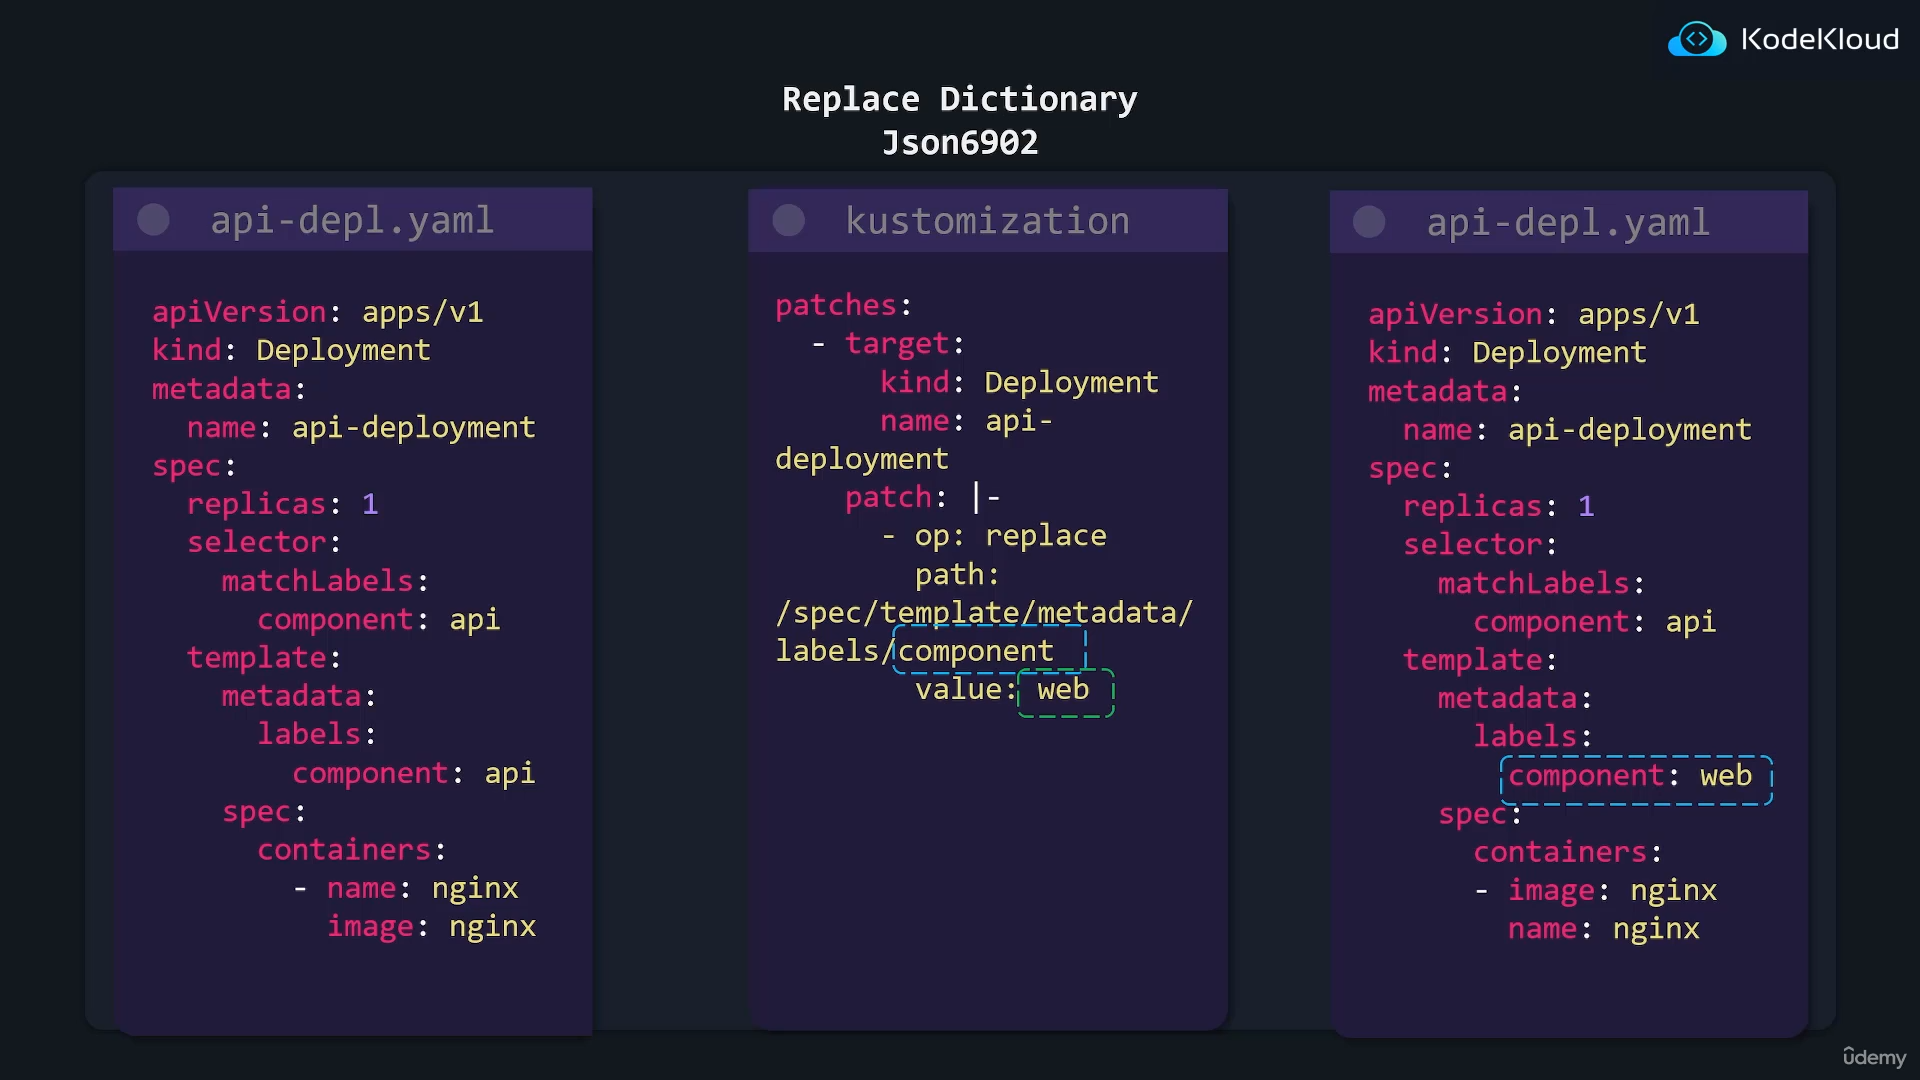 KodeKloud
Replace Dictionary
Json6902
api-depl.yaml
apiVersion: apps/v1
kind: Deployment
metadata:
  name: api-deployment
spec:
  replicas: 1
  selector:
    matchLabels:
      component: api
  template:
    metadata:
      labels:
        component: api
    spec:
      containers:
        - name: nginx
          image: nginx
kustomization
patches:
  - target:
      kind: Deployment
      name: api-
deployment
    patch: |-
      - op: replace
        path:
/spec/template/metadata/
labels/component
        value: web
api-depl.yaml
apiVersion: apps/v1
kind: Deployment
metadata:
  name: api-deployment
spec:
  replicas: 1
  selector:
    matchLabels:
      component: api
  template:
    metadata:
      labels:
        component: web
    spec:
      containers:
      - image: nginx
        name: nginx
udemy